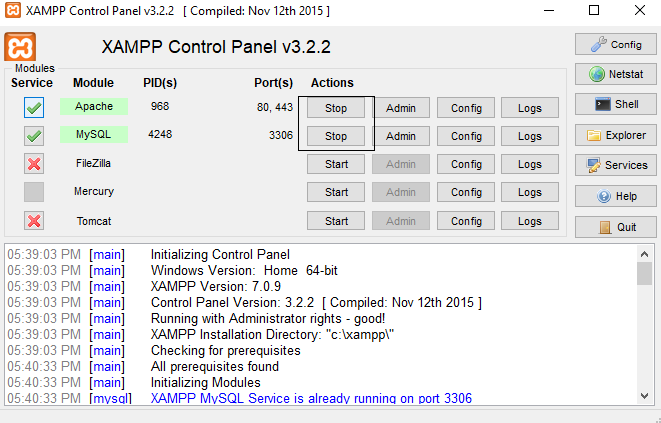 XAMPP Control Panel v3.2.2 [ Compiled: Nov 12th 2015 ]
XAMPP Control Panel v3.2.2
Config
Modules
Service Module PID(s) Port(s) Actions
Netstat
Apache 968 80, 443 Stop Admin Config Logs
Shell
MySQL 4248 3306 Stop Admin Config Logs
Explorer
FileZilla Start Admin Config Logs
Services
Mercury Start Admin Config Logs
Help
Tomcat Start Admin Config Logs
Quit
05:39:03 PM [main] Initializing Control Panel
05:39:03 PM [main] Windows Version: Home 64-bit
05:39:03 PM [main] XAMPP Version: 7.0.9
05:39:03 PM [main] Control Panel Version: 3.2.2 [ Compiled: Nov 12th 2015 ]
05:39:03 PM [main] Running with Administrator rights - good!
05:39:03 PM [main] XAMPP Installation Directory: "c:\xampp\"
05:39:03 PM [main] Checking for prerequisites
05:40:33 PM [main] All prerequisites found
05:40:33 PM [main] Initializing Modules
05:40:33 PM [mysql] XAMPP MySQL Service is already running on port 3306